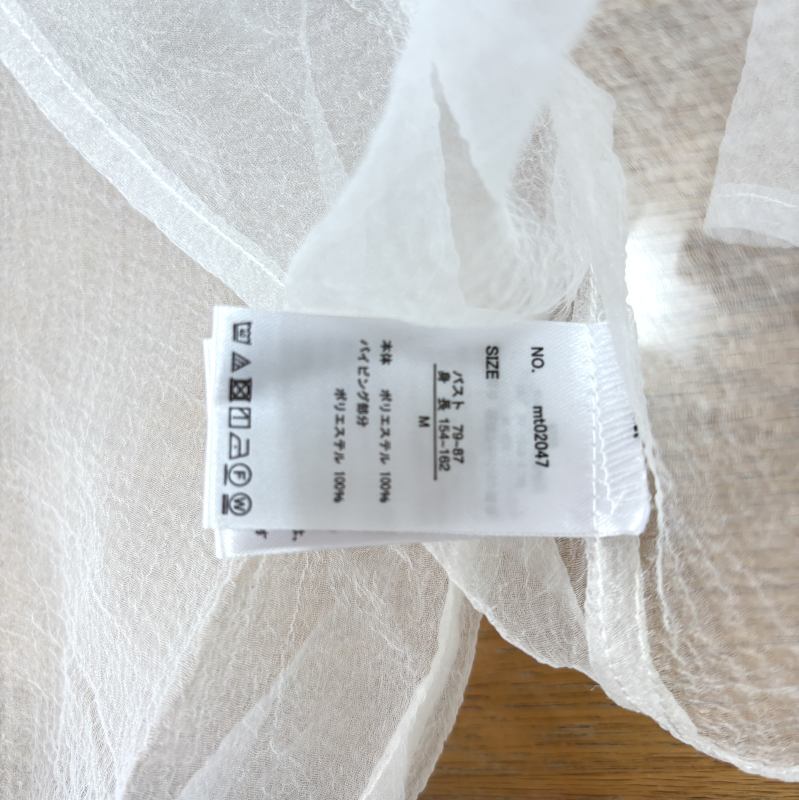 NO. mt02047
SIZE
バスト 79-87
身 長 154-162
M
本体 ポリエステル 100%
パイピング部分
ポリエステル 100%
F
W